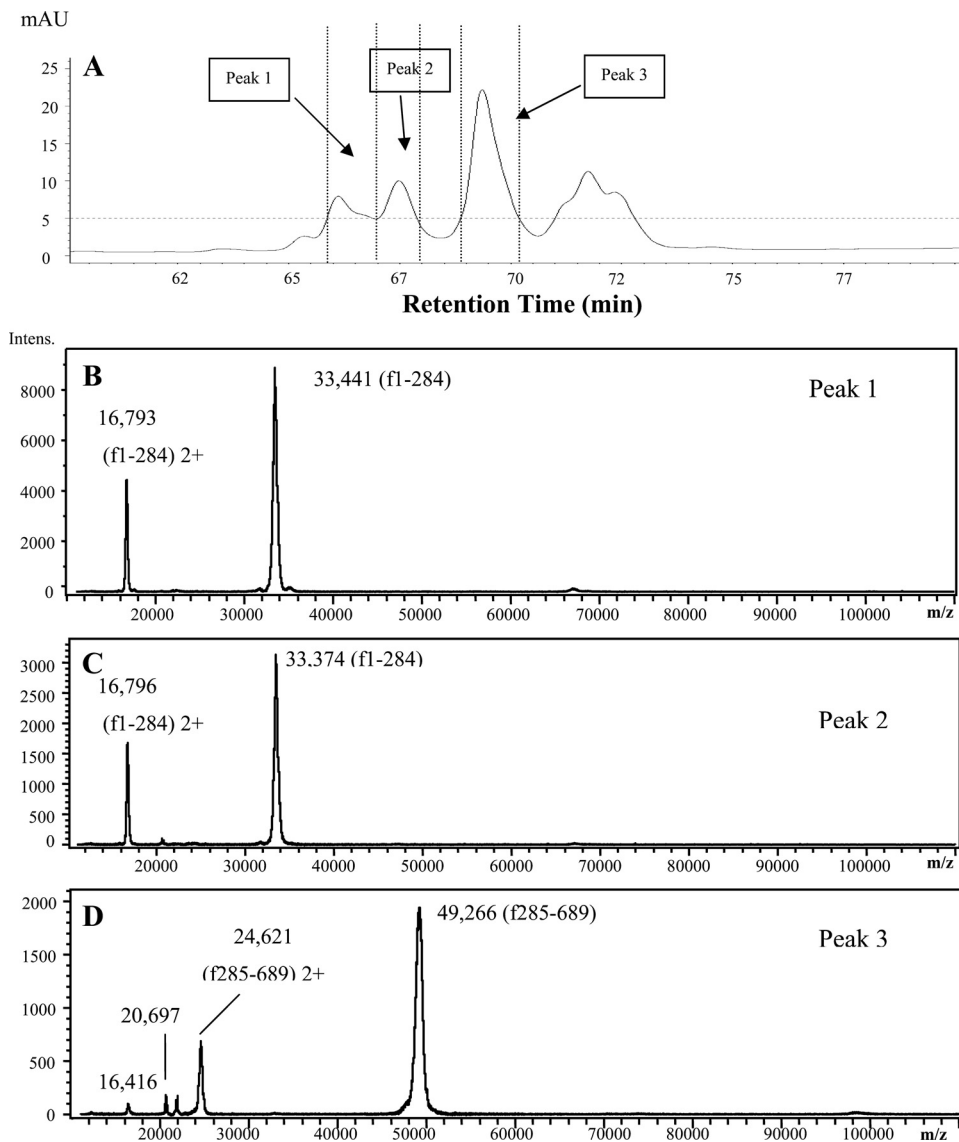 mAU
A
Peak 1
Peak 2
Peak 3
25
20
15
10
5
0
62 65 67 70 72 75 77
Retention Time (min)
Intens.
B
33,441 (f1-284)
Peak 1
16,793
(f1-284) 2+
8000
6000
4000
2000
0
20000 30000 40000 50000 60000 70000 80000 90000 100000 m/z
C
33,374 (f1-284)
16,796
(f1-284) 2+
Peak 2
3000
2500
2000
1500
1000
500
0
20000 30000 40000 50000 60000 70000 80000 90000 100000 m/z
D
49,266 (f285-689)
24,621
(f285-689) 2+
Peak 3
20,697
16,416
2000
1500
1000
500
0
20000 30000 40000 50000 60000 70000 80000 90000 100000 m/z